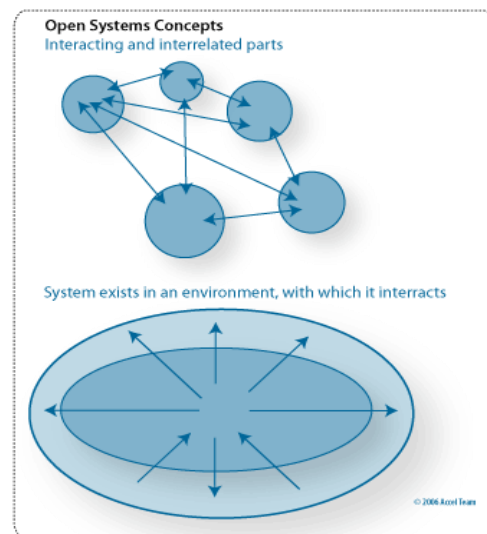 Open Systems Concepts
Interacting and interrelated parts
System exists in an environment, with which it interracts
© 2006 Accel Team